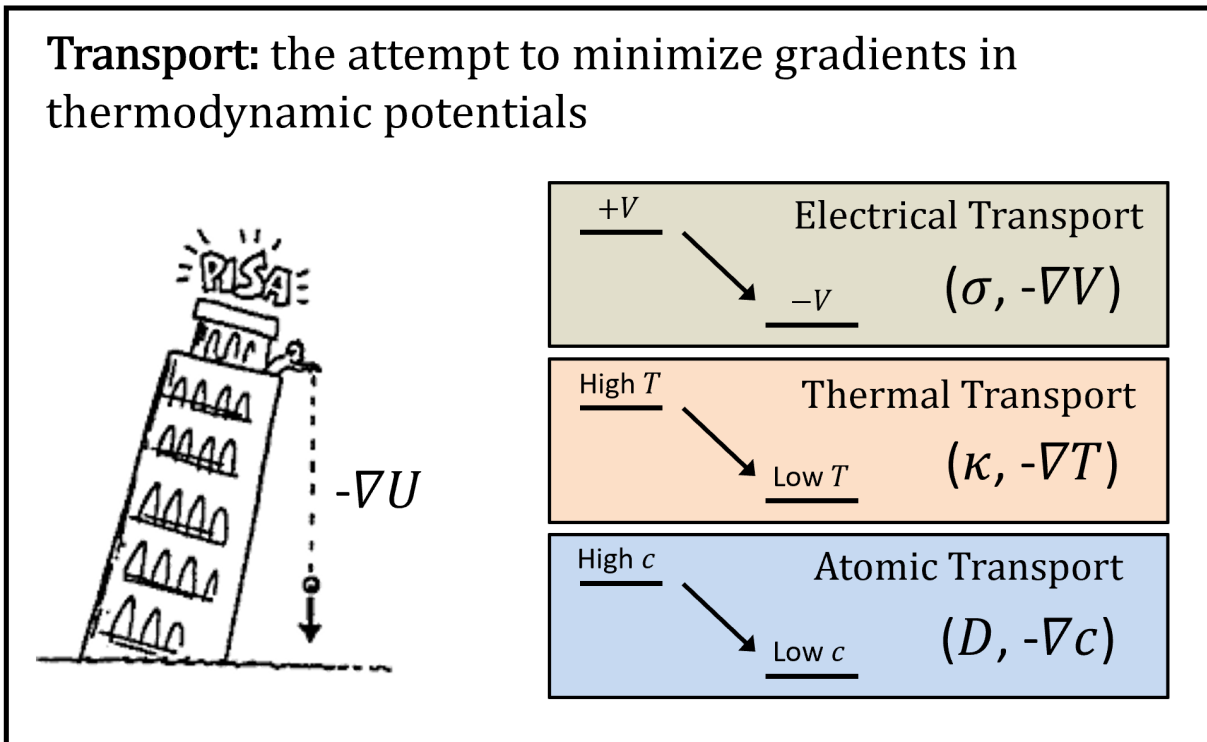 Transport: the attempt to minimize gradients in
thermodynamic potentials
PISA
-∇U
+V
Electrical Transport
−V
(σ, -∇V)
High T
Thermal Transport
Low T
(κ, -∇T)
High c
Atomic Transport
Low c
(D, -∇c)